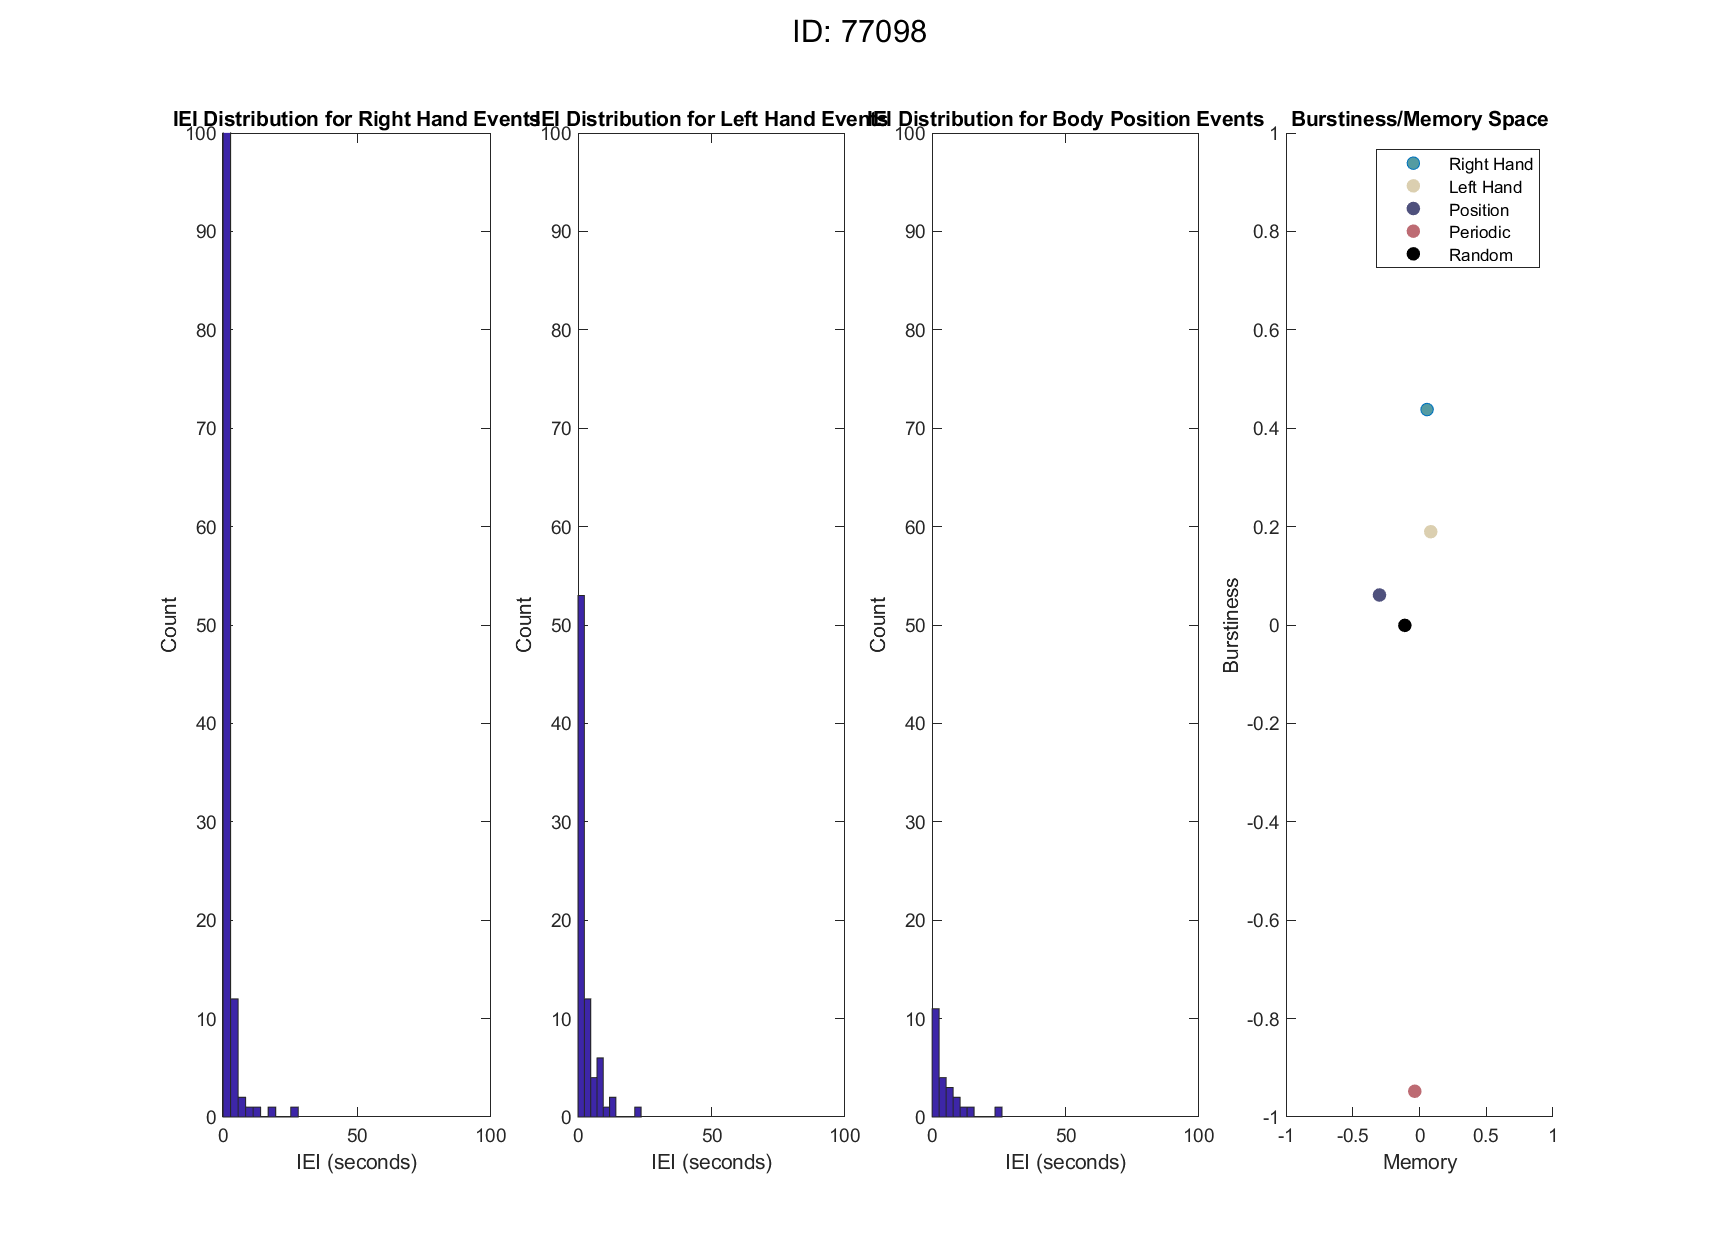 ID: 77098
IEI Distribution for Right Hand Events
100
90
80
70
60
50
40
30
20
10
0
Count
0 50 100
IEI (seconds)
IEI Distribution for Left Hand Events
100
90
80
70
60
50
40
30
20
10
0
Count
0 50 100
IEI (seconds)
IEI Distribution for Body Position Events
100
90
80
70
60
50
40
30
20
10
0
Count
0 50 100
IEI (seconds)
Burstiness/Memory Space
1
0.8
0.6
0.4
0.2
0
-0.2
-0.4
-0.6
-0.8
-1
Burstiness
-1 -0.5 0 0.5 1
Memory
Right Hand
Left Hand
Position
Periodic
Random